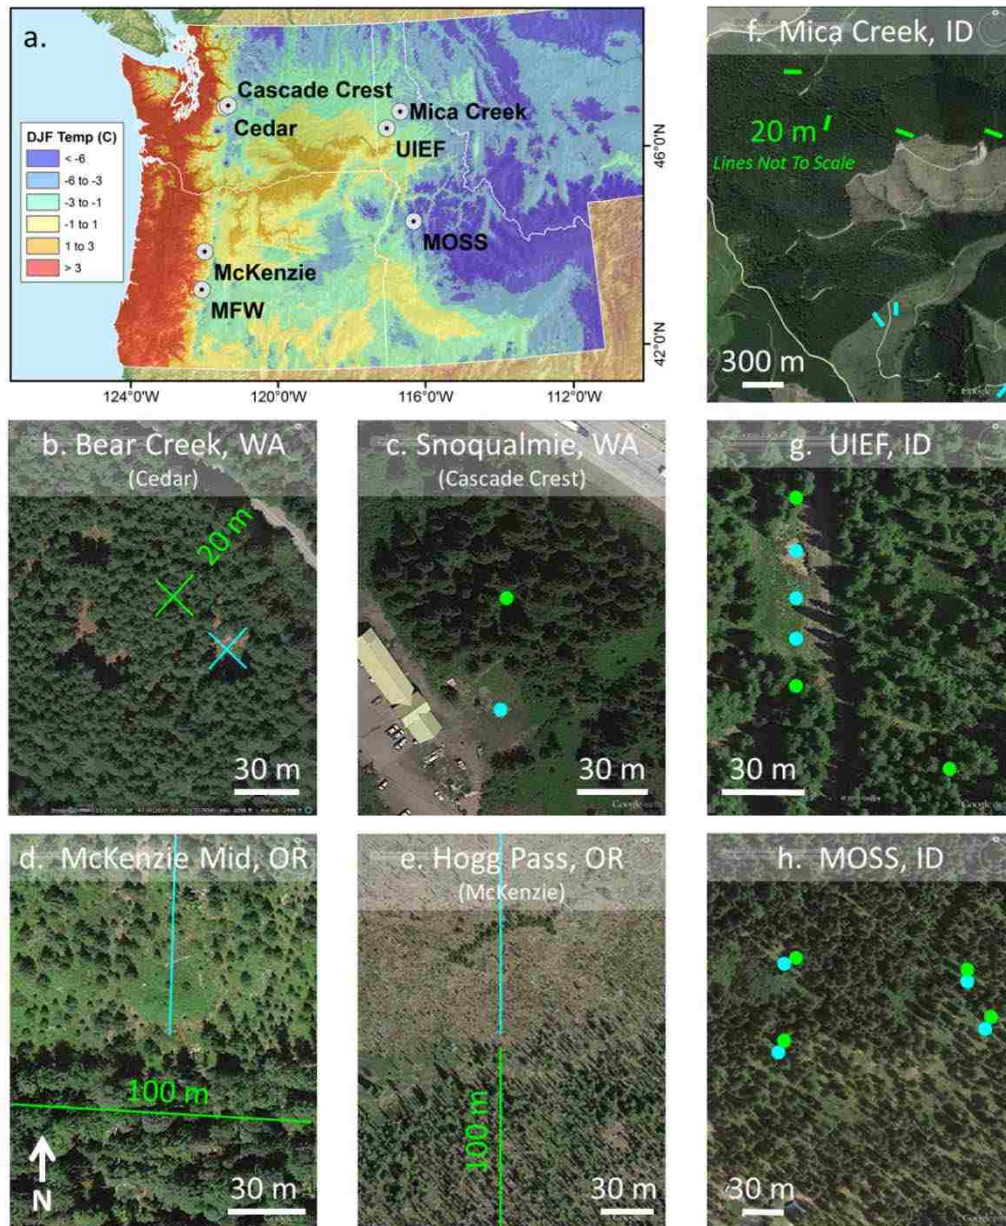 a.
Cascade Crest
Cedar
Mica Creek
UIEF
MOSS
McKenzie
MFW
DJF Temp (C)
< -6
-6 to -3
-3 to -1
-1 to 1
1 to 3
> 3
46°0'N
42°0'N
124°0'W
120°0'W
116°0'W
112°0'W
f. Mica Creek, ID
20 m
Lines Not To Scale
300 m
b. Bear Creek, WA
(Cedar)
20 m
30 m
c. Snoqualmie, WA
(Cascade Crest)
30 m
g. UIEF, ID
30 m
d. McKenzie Mid, OR
100 m
N
30 m
e. Hogg Pass, OR
(McKenzie)
100 m
30 m
h. MOSS, ID
30 m